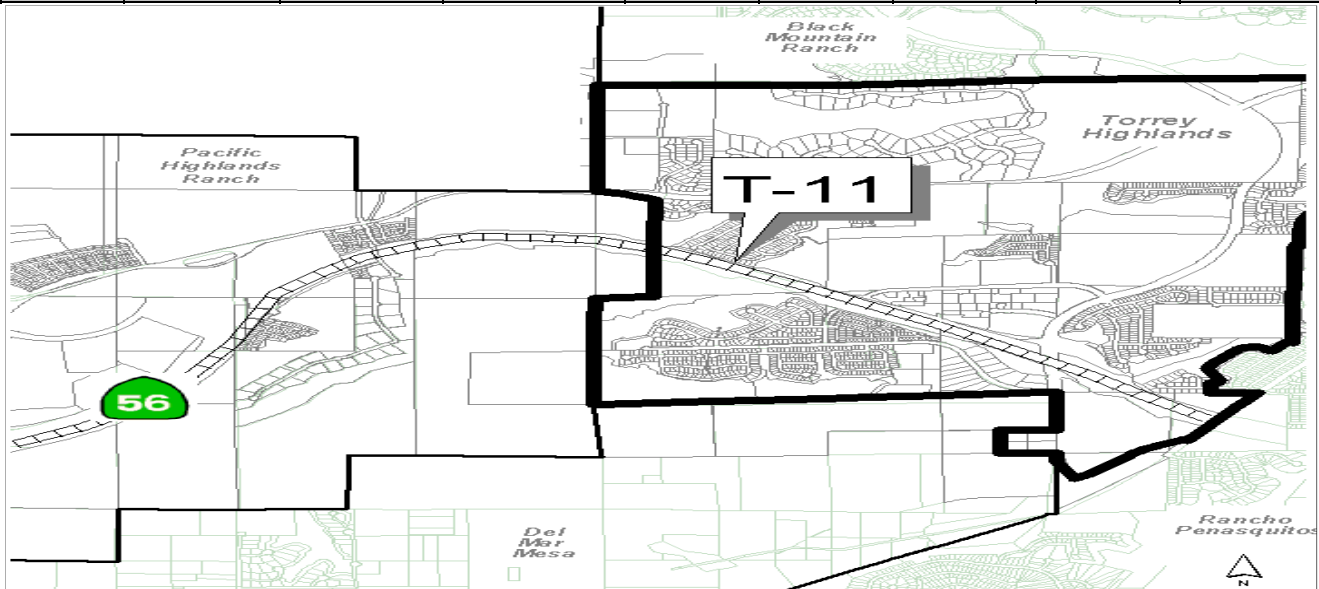 Black
Mountain
Ranch
Torrey
Highlands
Pacific
Highlands
Ranch
T-11
56
Del
Mar
Mesa
Rancho
Penasquitos
N